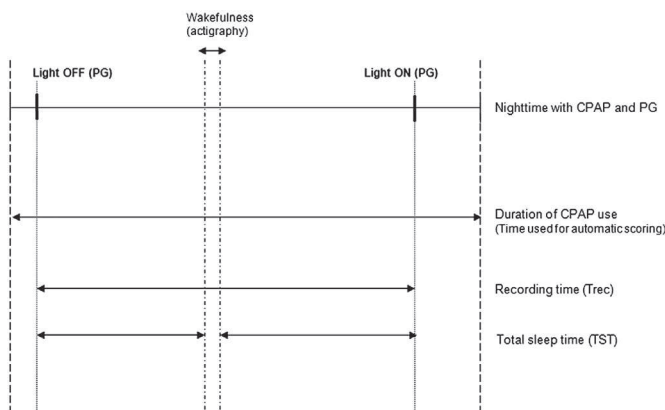 Wakefulness
(actigraphy)
Light OFF (PG)
Light ON (PG)
Nighttime with CPAP and PG
Duration of CPAP use
(Time used for automatic scoring)
Recording time (Trec)
Total sleep time (TST)